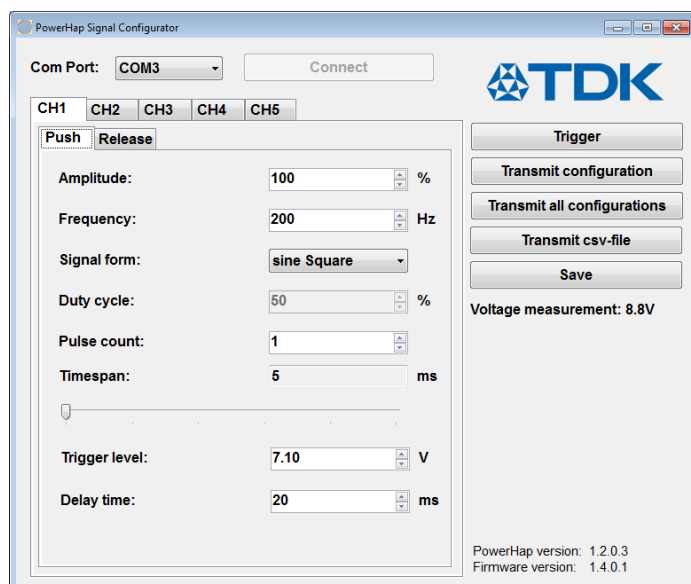 PowerHap Signal Configurator
Com Port: COM3 Connect
TDK
CH1 CH2 CH3 CH4 CH5
Push Release
Amplitude: 100 %
Frequency: 200 Hz
Signal form: sine Square
Duty cycle: 50 %
Pulse count: 1
Timespan: 5 ms
Trigger level: 7.10 V
Delay time: 20 ms
Trigger
Transmit configuration
Transmit all configurations
Transmit csv-file
Save
Voltage measurement: 8.8V
PowerHap version: 1.2.0.3
Firmware version: 1.4.0.1